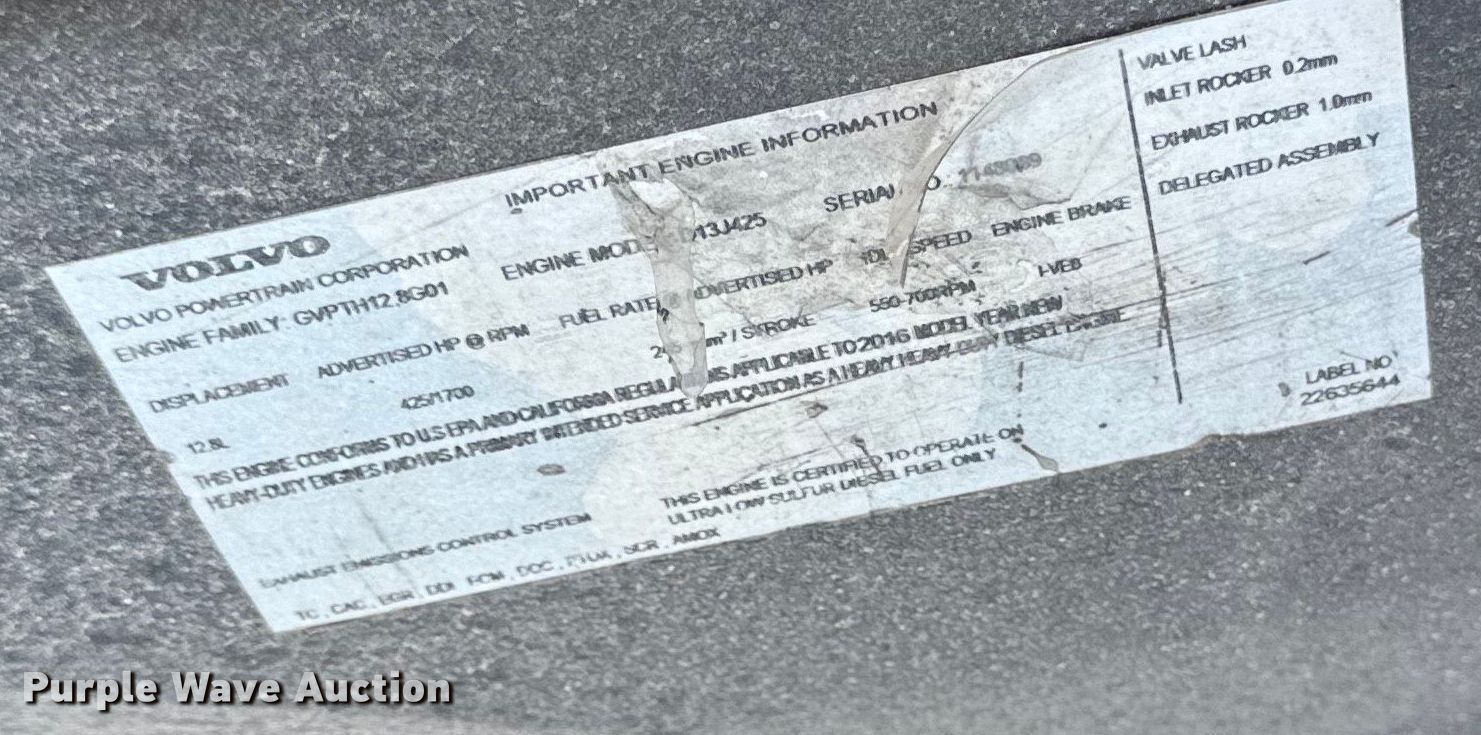 IMPORTANT ENGINE INFORMATION
VOLVO
VOLVO POWERTRAIN CORPORATION
ENGINE FAMILY: GVPTH12.8G01
ENGINE D13J425
SERIAL
DISPLACEMENT ADVERTISED HP @ RPM FUEL RATE @ ADVERTISED HP SPEED ENGINE BRAKE
12.8L 425/1700 / STROKE 550-700RPM I-VEB
THIS ENGINE CONFORMS TO U.S EPA AND CALIFORNIA APPLICABLE TO 2016 MODEL YEAR NEW
HEAVY-DUTY ENGINES AND HAS A PRIMARY INTENDED SERVICE APPLICATION AS A HEAVY HEAVY-DUTY DIESEL ENGINE
EXHAUST EMISSIONS CONTROL SYSTEM
THIS ENGINE IS CERTIFIED TO OPERATE ON
ULTRA LOW SULFUR DIESEL FUEL ONLY
TC , CAC , EGR , DDI , ECM , DOC , SCR , AMOX
VALVE LASH
INLET ROCKER 0.2mm
EXHAUST ROCKER 1.0mm
DELEGATED ASSEMBLY
LABEL NO
22635644
Purple Wave Auction